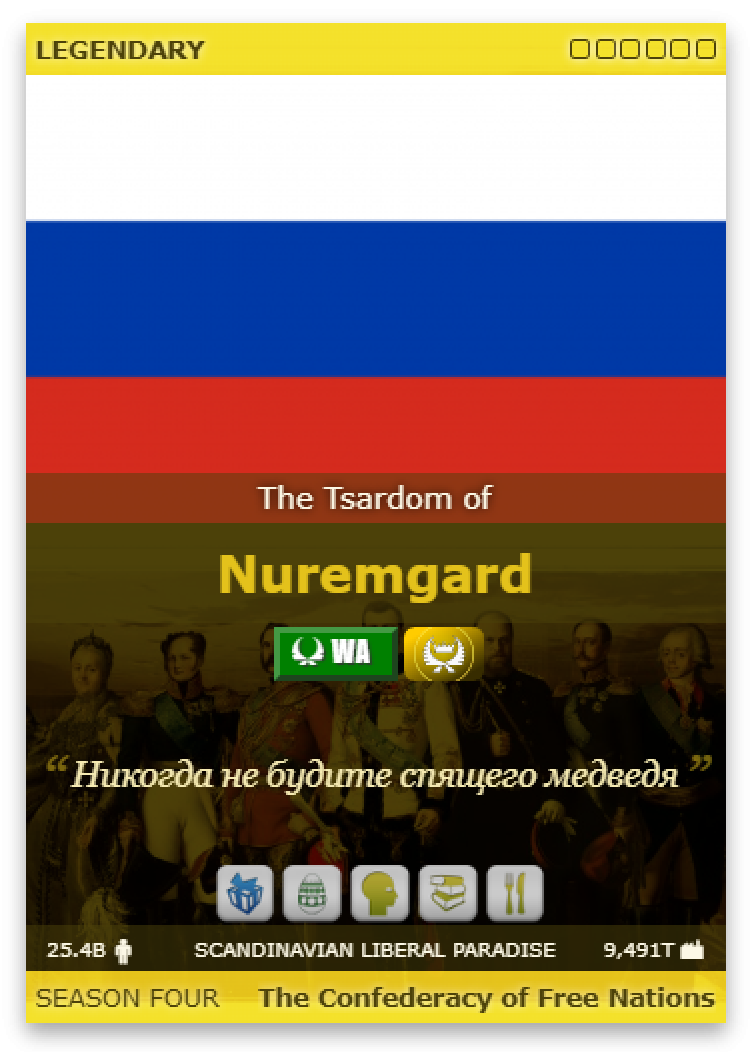 LEGENDARY
The Tsardom of
Nuremgard
WA
“Никогда не будите спящего медведя”
25.4B SCANDINAVIAN LIBERAL PARADISE 9,491T
SEASON FOUR The Confederacy of Free Nations